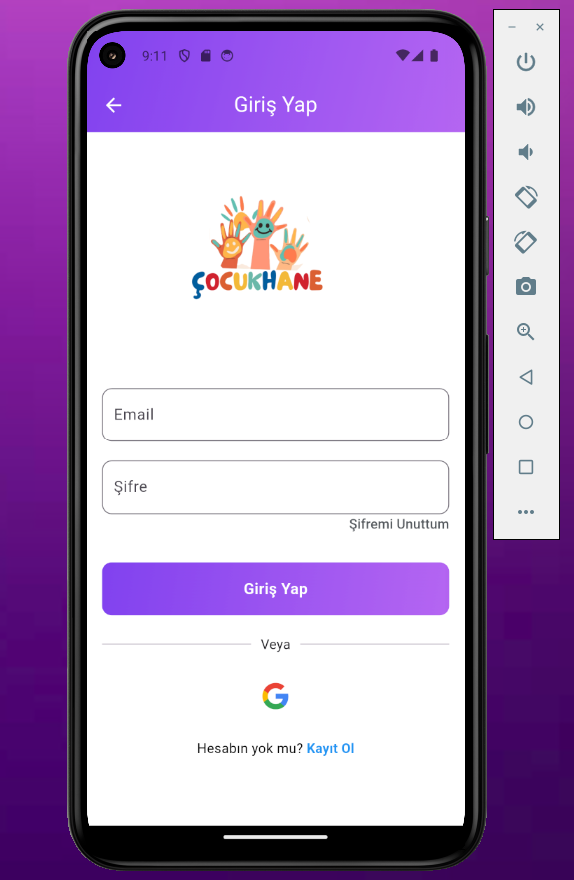 9:11
Giriş Yap
ÇOCUKHANE
Email
Şifre
Şifremi Unuttum
Giriş Yap
Veya
Hesabın yok mu? Kayıt Ol